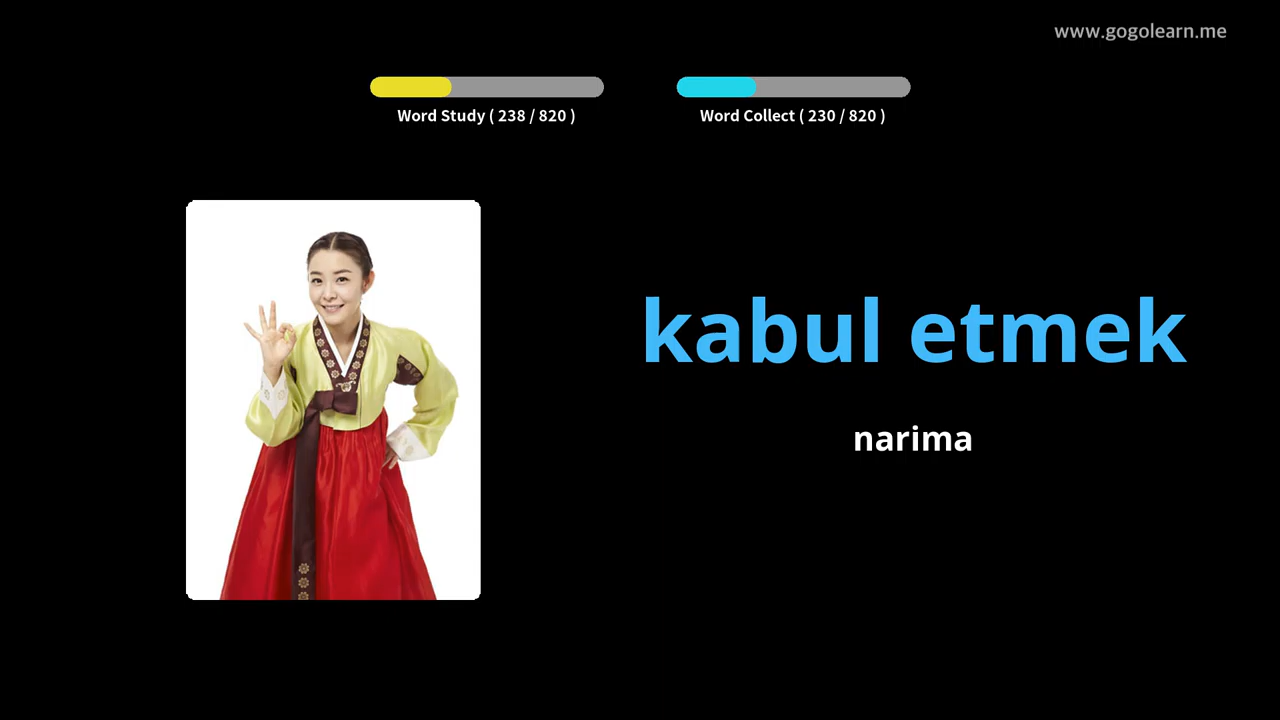 www.gogolearn.me
Word Study ( 238 / 820 )
Word Collect ( 230 / 820 )
kabul etmek
narima